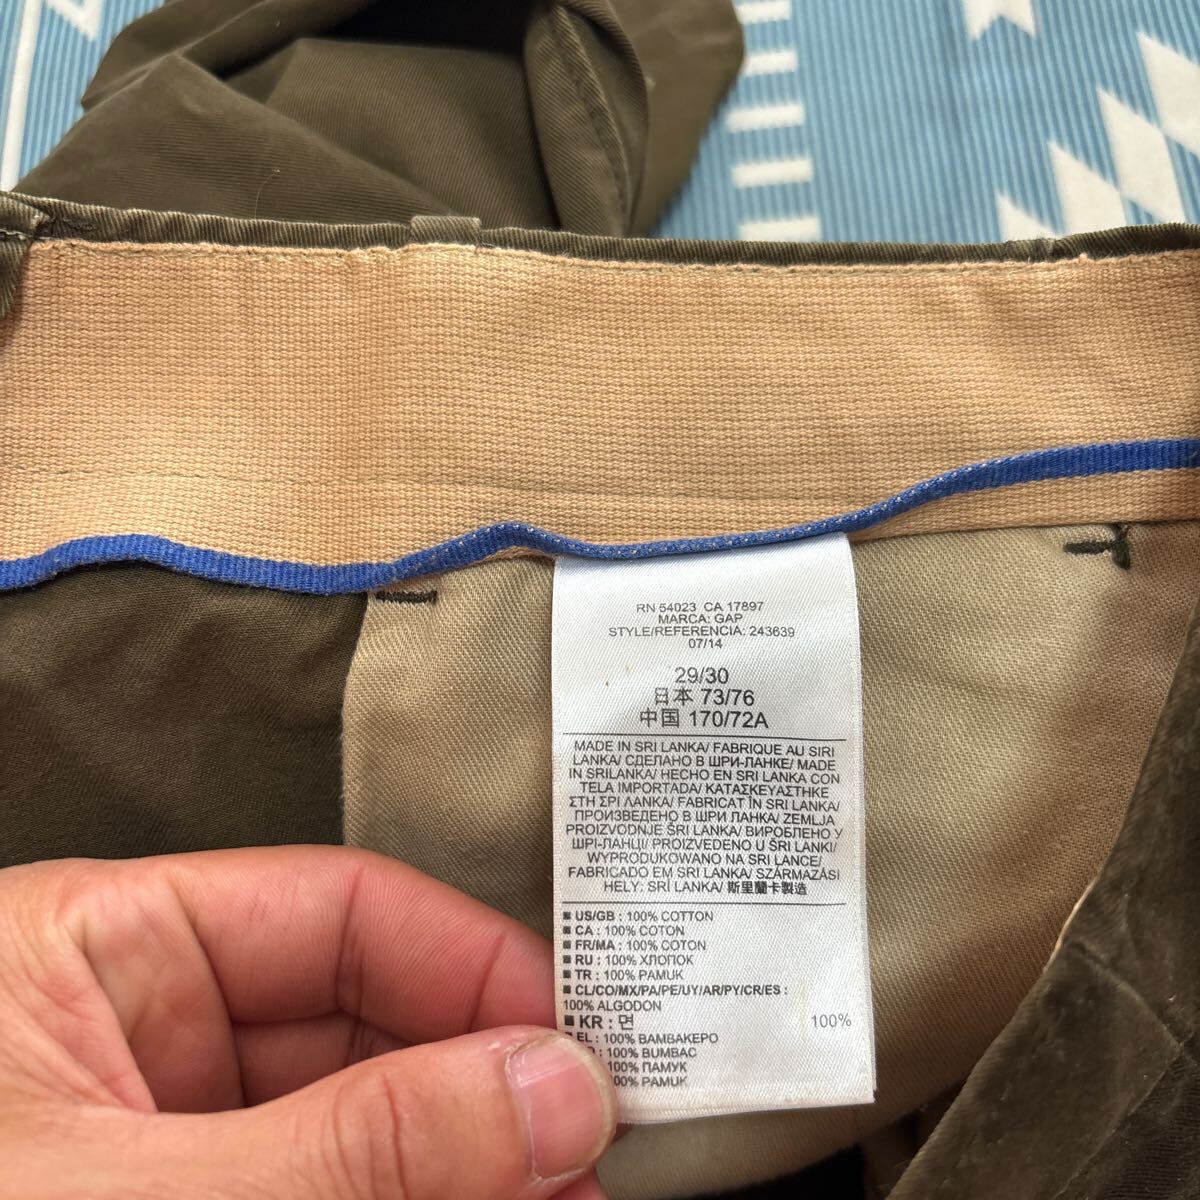 RN 54023 CA 17897
MARCA: GAP
STYLE/REFERENCIA: 243639
07/14
29/30
日本 73/76
中国 170/72A
MADE IN SRI LANKA/ FABRIQUE AU SIRI
LANKA/ СДЕЛАНО В ШРИ-ЛАНКЕ/ MADE
IN SRILANKA/ HECHO EN SRI LANKA CON
TELA IMPORTADA/ ΚΑΤΑΣΚΕΥΑΣΤΗΚΕ
ΣΤΗ ΣΡΙ ΛΑΝΚΑ/ FABRICAT ÎN SRI LANKA/
ПРОИЗВЕДЕНО В ШРИ ЛАНКА/ ZEMLJA
PROIZVODNJE ŠRI LANKA/ ВИРОБЛЕНО У
ШРІ-ЛАНЦІ/ PROIZVEDENO U ŠRI LANKI/
WYPRODUKOWANO NA SRI LANCE/
FABRICADO EM SRI LANKA/ SZÁRMAZÁSI
HELY: SRÍ LANKA/ 斯里蘭卡製造
■ US/GB : 100% COTTON
■ CA : 100% COTON
■ FR/MA : 100% COTON
■ RU : 100% ХЛОПОК
■ TR : 100% PAMUK
■ CL/CO/MX/PA/PE/UY/AR/PY/CR/ES :
100% ALGODON
■ KR : 면 100%
EL : 100% ΒΑΜΒΑΚΕΡΟ
: 100% BUMBAC
100% ПАМУК
00% PAMUK